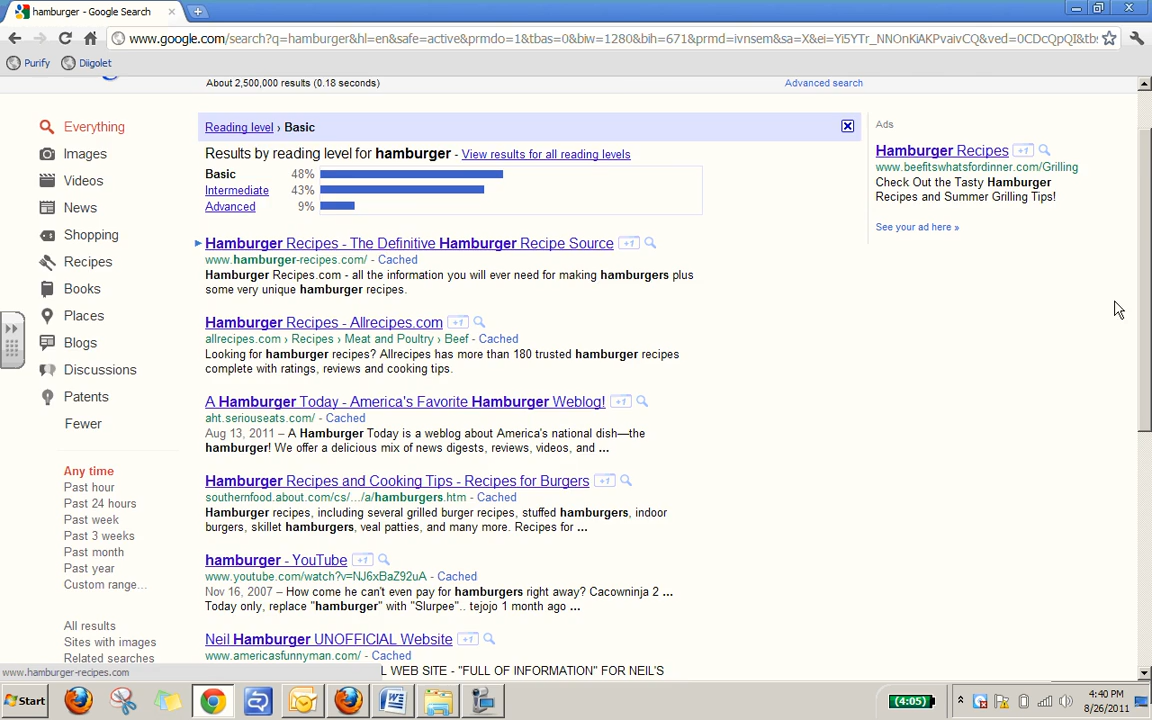 hamburger - Google Search
www.google.com/search?q=hamburger&hl=en&safe=active&prmdo=1&tbas=0&biw=1280&bih=671&prmd=ivnsem&sa=X&ei=Yi5YTr_NNOnKiAKPvaivCQ&ved=0CDcQpQI&tb
Purify
Diigolet
About 2,500,000 results (0.18 seconds)
Advanced search
Everything
Images
Videos
News
Shopping
Recipes
Books
Places
Blogs
Discussions
Patents
Fewer
Any time
Past hour
Past 24 hours
Past week
Past 3 weeks
Past month
Past year
Custom range...
All results
Sites with images
Related searches
www.hamburger-recipes.com
Reading level › Basic
Results by reading level for hamburger - View results for all reading levels
Basic 48%
Intermediate 43%
Advanced 9%
Hamburger Recipes - The Definitive Hamburger Recipe Source +1
www.hamburger-recipes.com/ - Cached
Hamburger Recipes.com - all the information you will ever need for making hamburgers plus
some very unique hamburger recipes.
Hamburger Recipes - Allrecipes.com +1
allrecipes.com › Recipes › Meat and Poultry › Beef - Cached
Looking for hamburger recipes? Allrecipes has more than 180 trusted hamburger recipes
complete with ratings, reviews and cooking tips.
A Hamburger Today - America's Favorite Hamburger Weblog! +1
aht.seriouseats.com/ - Cached
Aug 13, 2011 – A Hamburger Today is a weblog about America's national dish—the
hamburger! We offer a delicious mix of news digests, reviews, videos, and ...
Hamburger Recipes and Cooking Tips - Recipes for Burgers +1
southernfood.about.com/cs/.../a/hamburgers.htm - Cached
Hamburger recipes, including several grilled burger recipes, stuffed hamburgers, indoor
burgers, skillet hamburgers, veal patties, and many more. Recipes for ...
hamburger - YouTube +1
www.youtube.com/watch?v=NJ6xBaZ92uA - Cached
Nov 16, 2007 – How come he can't even pay for hamburgers right away? Cacowninja 2 ...
Today only, replace "hamburger" with "Slurpee".. tejojo 1 month ago ...
Neil Hamburger UNOFFICIAL Website +1
www.americasfunnyman.com/ - Cached
L WEB SITE - "FULL OF INFORMATION" FOR NEIL'S
Ads
Hamburger Recipes +1
www.beefitswhatsfordinner.com/Grilling
Check Out the Tasty Hamburger
Recipes and Summer Grilling Tips!
See your ad here »
Start
(4:05)
4:40 PM
8/26/2011